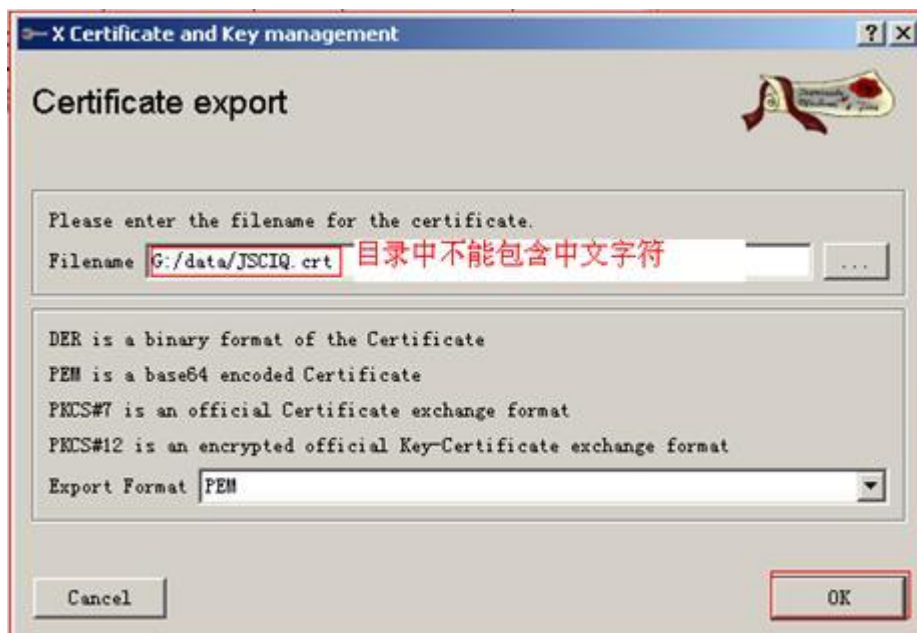 X Certificate and Key management
Certificate export
Please enter the filename for the certificate.
Filename G:/data/JSCIQ.crt 目录中不能包含中文字符 ...
DER is a binary format of the Certificate
PEM is a base64 encoded Certificate
PKCS#7 is an official Certificate exchange format
PKCS#12 is an encrypted official Key-Certificate exchange format
Export Format PEM
Cancel OK